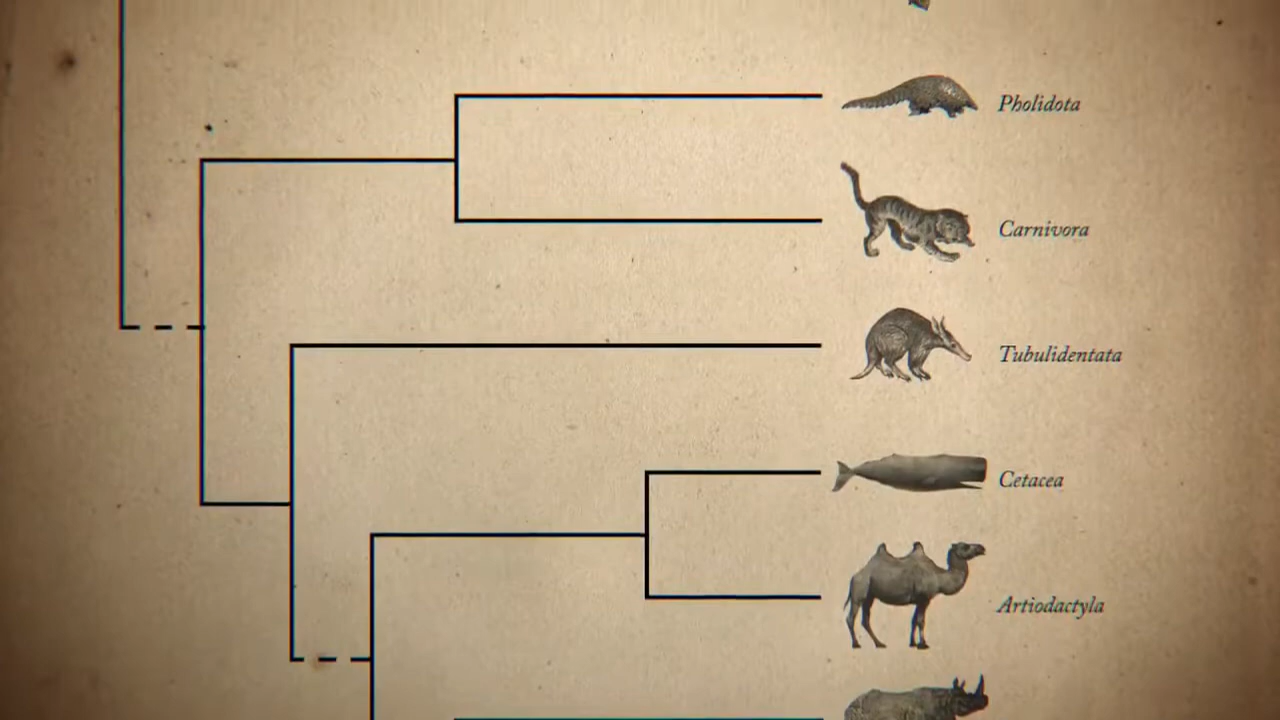 Pholidota
Carnivora
Tubulidentata
Cetacea
Artiodactyla